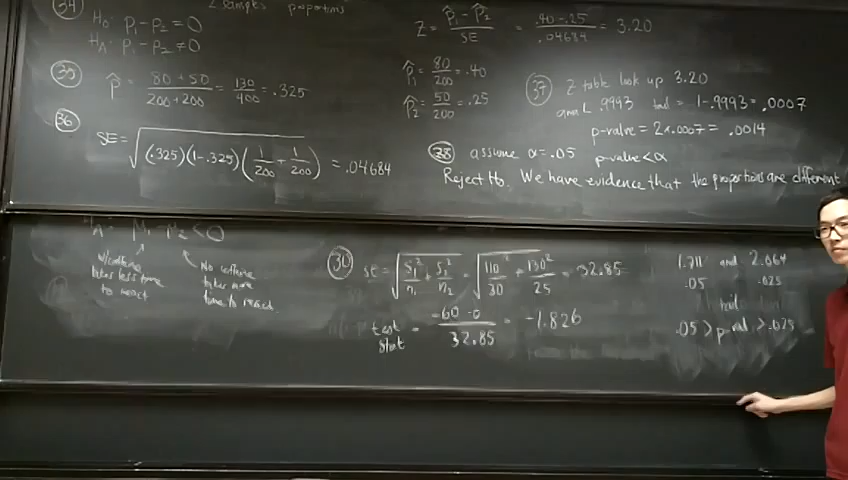 34
2 samples proportions
H₀: p₁-p₂=0
H_A: p₁-p₂≠0
35
p̂ = (80+50)/(200+200) = 130/400 = .325
36
SE = √((.325)(1-.325)(1/200 + 1/200)) = .04684
Z = (p̂₁-p̂₂)/SE = (.40-.25)/.04684 = 3.20
p̂₁ = 80/200 = .40
p̂₂ = 50/200 = .25
37
Z table look up 3.20
area L .9993 tail = 1-.9993=.0007
p-value = 2×.0007 = .0014
38 assume α=.05 p-value<α
Reject H₀. We have evidence that the proportions are different
H_A: μ₁-μ₂<0
w/caffeine
takes less time
to react
No caffeine
takes more
time to react.
30
SE = √(s₁²/n₁ + s₂²/n₂) = √(110²/30 + 130²/25) = 32.85
test stat = (-60-0)/32.85 = -1.826
1.711 and 2.064
.05 .025
tail
.05 > p-val > .025